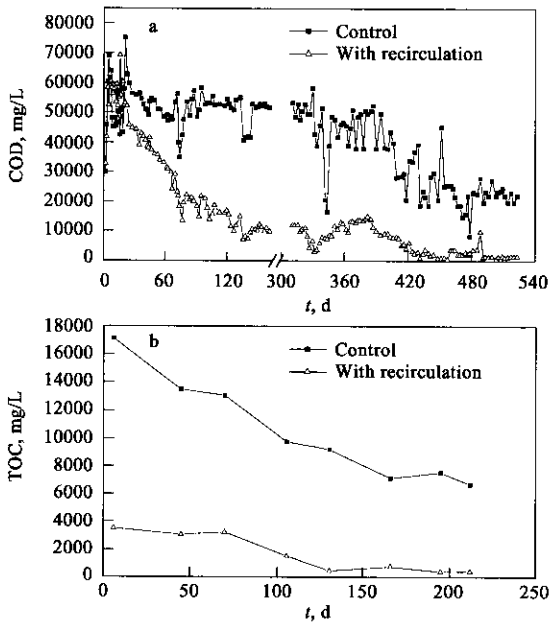 a
Control
With recirculation
COD, mg/L
80000
70000
60000
50000
40000
30000
20000
10000
0
0 60 120 300 360 420 480 540
t, d
b
Control
With recirculation
TOC, mg/L
18000
16000
14000
12000
10000
8000
6000
4000
2000
0
0 50 100 150 200 250
t, d